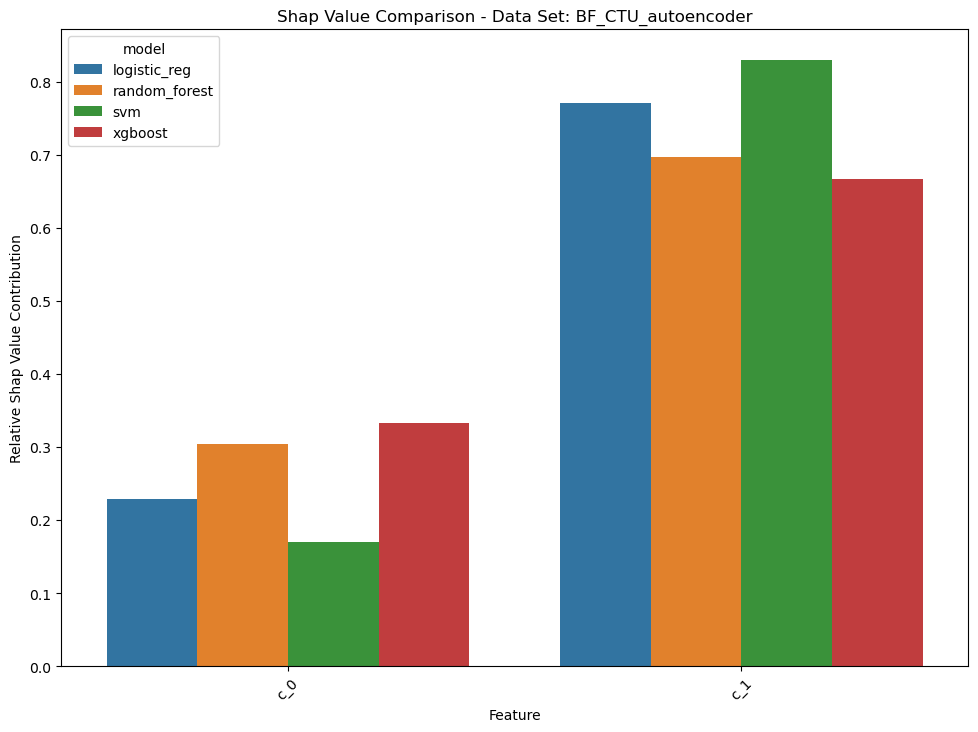 Shap Value Comparison - Data Set: BF_CTU_autoencoder
model
logistic_reg
random_forest
svm
xgboost
Relative Shap Value Contribution
0.8
0.7
0.6
0.5
0.4
0.3
0.2
0.1
0.0
c_0
c_1
Feature